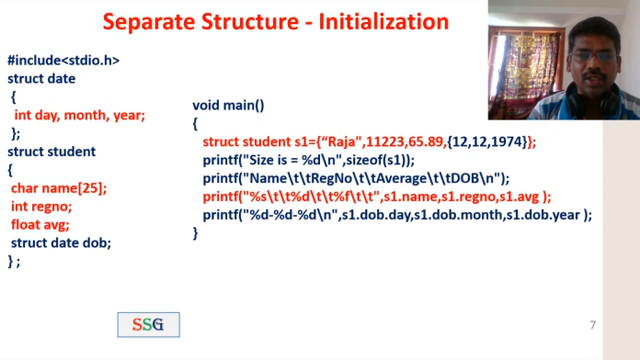 Separate Structure - Initialization
#include<stdio.h>
struct date
{
int day, month, year;
};
struct student
{
char name[25];
int regno;
float avg;
struct date dob;
} ;
void main()
{
struct student s1={“Raja",11223,65.89,{12,12,1974}};
printf("Size is = %d\n",sizeof(s1));
printf("Name\t\tRegNo\t\tAverage\t\tDOB\n");
printf("%s\t\t%d\t\t%f\t\t",s1.name,s1.regno,s1.avg );
printf("%d-%d-%d\n",s1.dob.day,s1.dob.month,s1.dob.year );
}
SSG
7